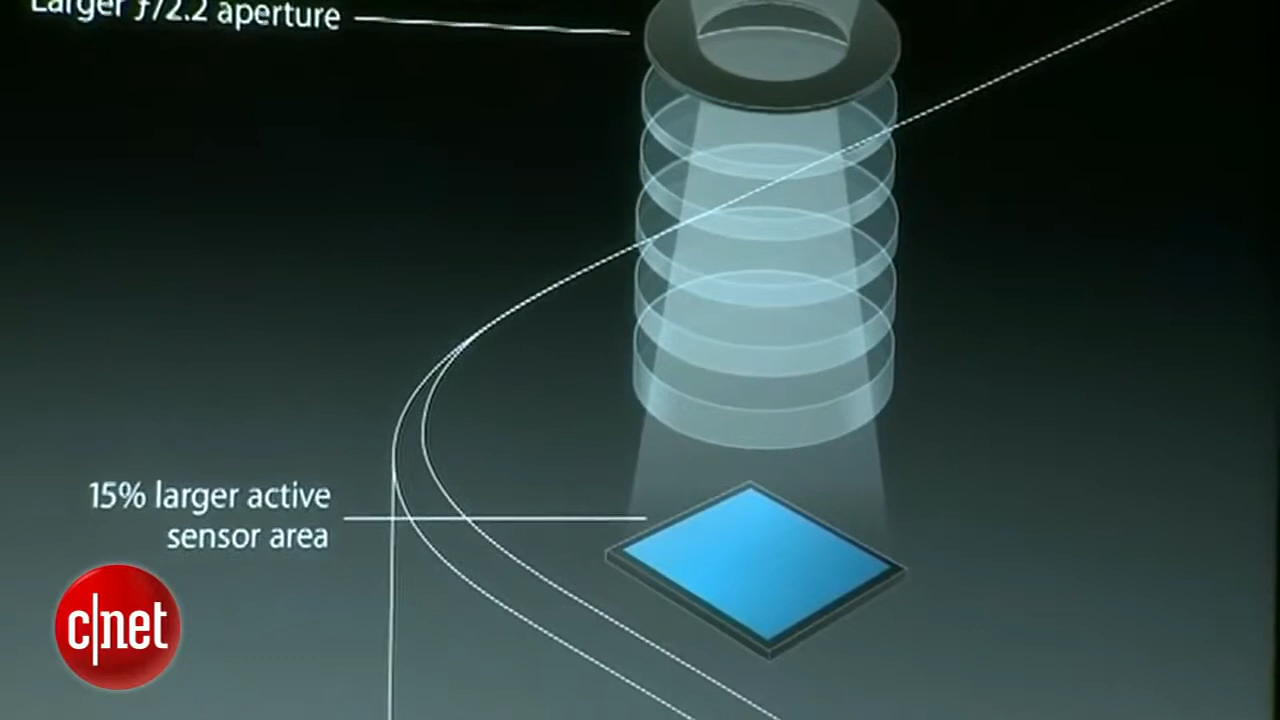 Larger ƒ/2.2 aperture
15% larger active
sensor area
c|net